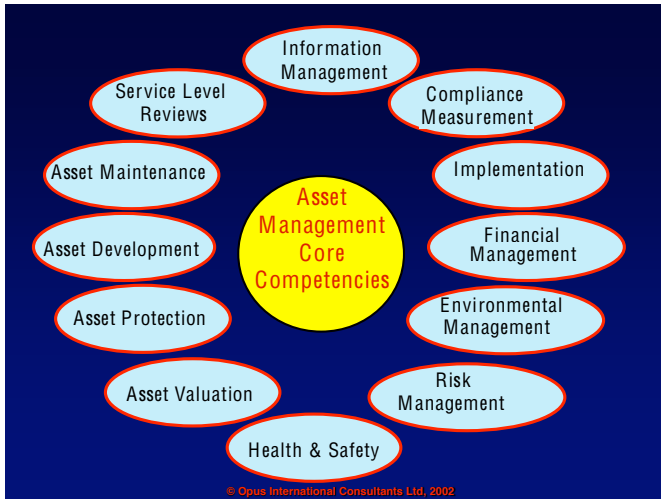 Information
Management
Service Level
Reviews
Compliance
Measurement
Asset Maintenance
Implementation
Asset
Management
Core
Competencies
Asset Development
Financial
Management
Asset Protection
Environmental
Management
Asset Valuation
Risk
Management
Health & Safety
© Opus International Consultants Ltd, 2002